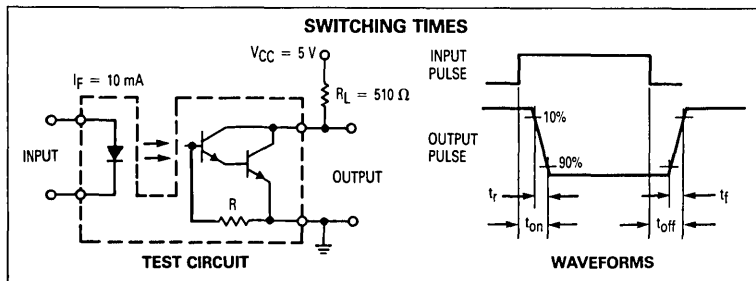 SWITCHING TIMES
V_CC = 5 V
I_F = 10 mA
R_L = 510 Ω
INPUT
OUTPUT
R
TEST CIRCUIT
INPUT
PULSE
OUTPUT
PULSE
10%
90%
t_r
t_f
t_on
t_off
WAVEFORMS